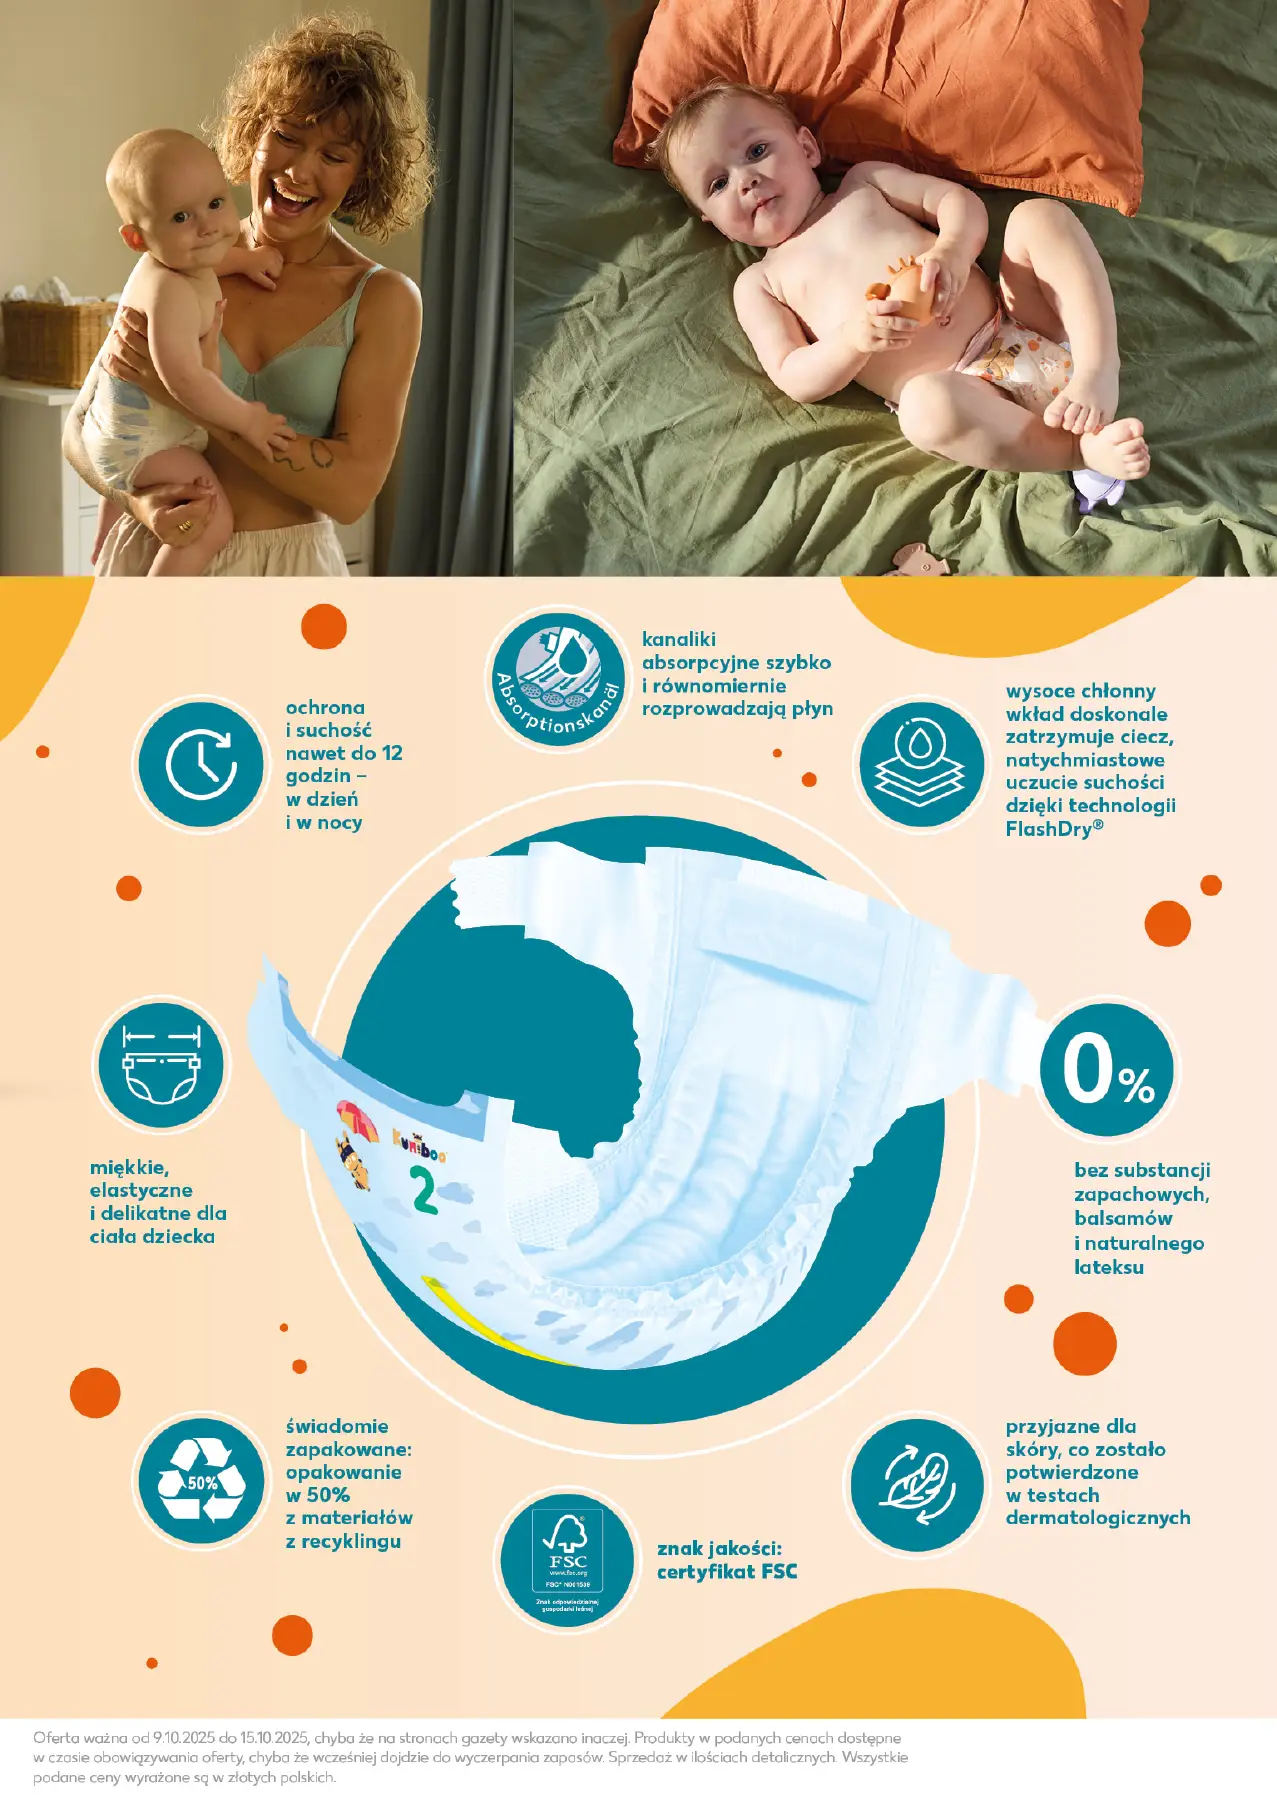 kanaliki
absorpcyjne szybko
i równomiernie
rozprowadzają płyn
Absorptionskanäl
ochrona
i suchość
nawet do 12
godzin –
w dzień
i w nocy
wysoce chłonny
wkład doskonale
zatrzymuje ciecz,
natychmiastowe
uczucie suchości
dzięki technologii
FlashDry®
0%
miękkie,
elastyczne
i delikatne dla
ciała dziecka
Kuniboo
2
bez substancji
zapachowych,
balsamów
i naturalnego
lateksu
świadomie
zapakowane:
opakowanie
w 50%
z materiałów
z recyklingu
50%
przyjazne dla
skóry, co zostało
potwierdzone
w testach
dermatologicznych
FSC
www.fsc.org
FSC® N001539
Znak odpowiedzialnej
gospodarki leśnej
znak jakości:
certyfikat FSC
Oferta ważna od 9.10.2025 do 15.10.2025, chyba że na stronach gazety wskazano inaczej. Produkty w podanych cenach dostępne
w czasie obowiązywania oferty, chyba że wcześniej dojdzie do wyczerpania zapasów. Sprzedaż w ilościach detalicznych. Wszystkie
podane ceny wyrażone są w złotych polskich.